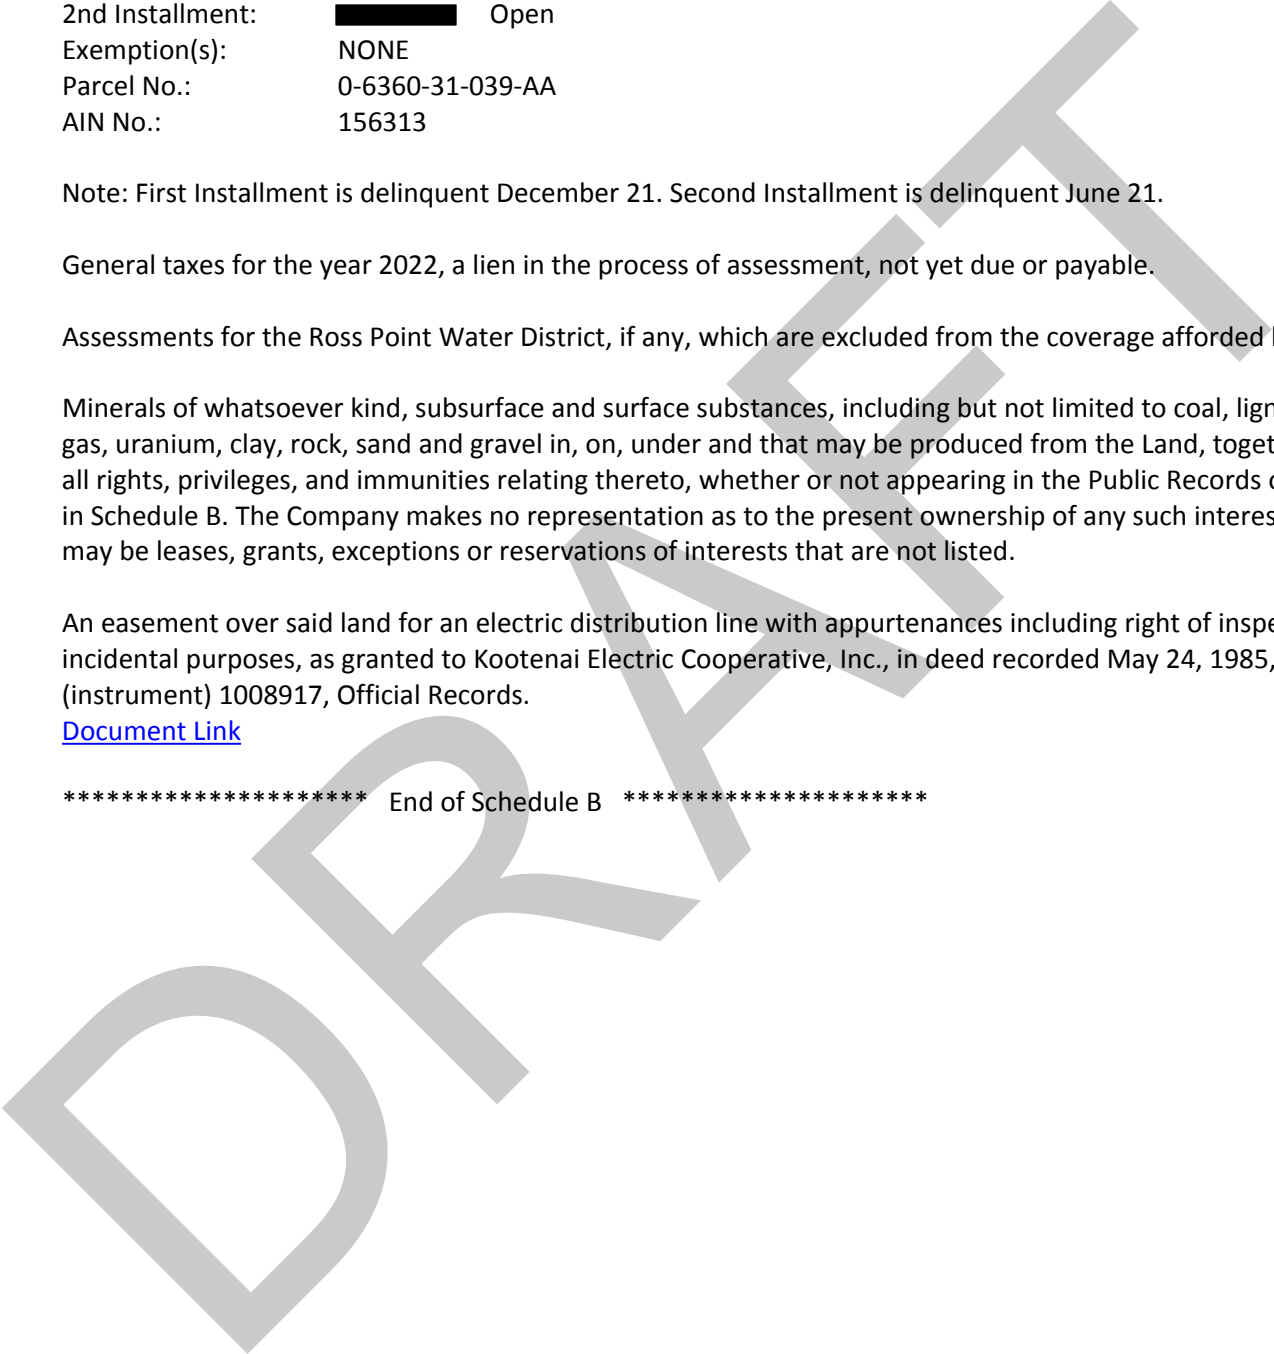 2nd Installment: Open
Exemption(s): NONE
Parcel No.: 0-6360-31-039-AA
AIN No.: 156313
Note: First Installment is delinquent December 21. Second Installment is delinquent June 21.
General taxes for the year 2022, a lien in the process of assessment, not yet due or payable.
Assessments for the Ross Point Water District, if any, which are excluded from the coverage afforded
Minerals of whatsoever kind, subsurface and surface substances, including but not limited to coal,
gas, uranium, clay, rock, sand and gravel in, on, under and that may be produced from the Land,
all rights, privileges, and immunities relating thereto, whether or not appearing in the Public Records
in Schedule B. The Company makes no representation as to the present ownership of any such
may be leases, grants, exceptions or reservations of interests that are not listed.
An easement over said land for an electric distribution line with appurtenances including right of
incidental purposes, as granted to Kootenai Electric Cooperative, Inc., in deed recorded May 24, 1985,
(instrument) 1008917, Official Records.
Document Link
********************* End of Schedule B *********************
DRAFT